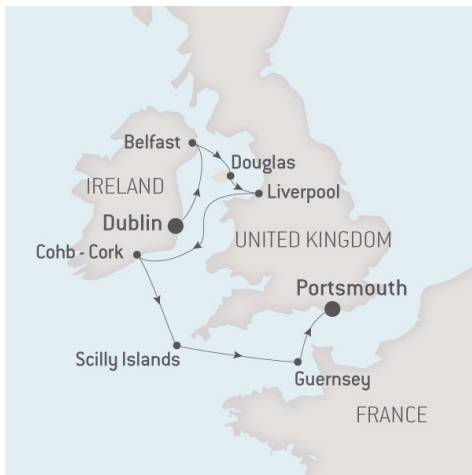 Belfast
Douglas
IRELAND
Liverpool
Dublin
UNITED KINGDOM
Cohb - Cork
Portsmouth
Scilly Islands
Guernsey
FRANCE